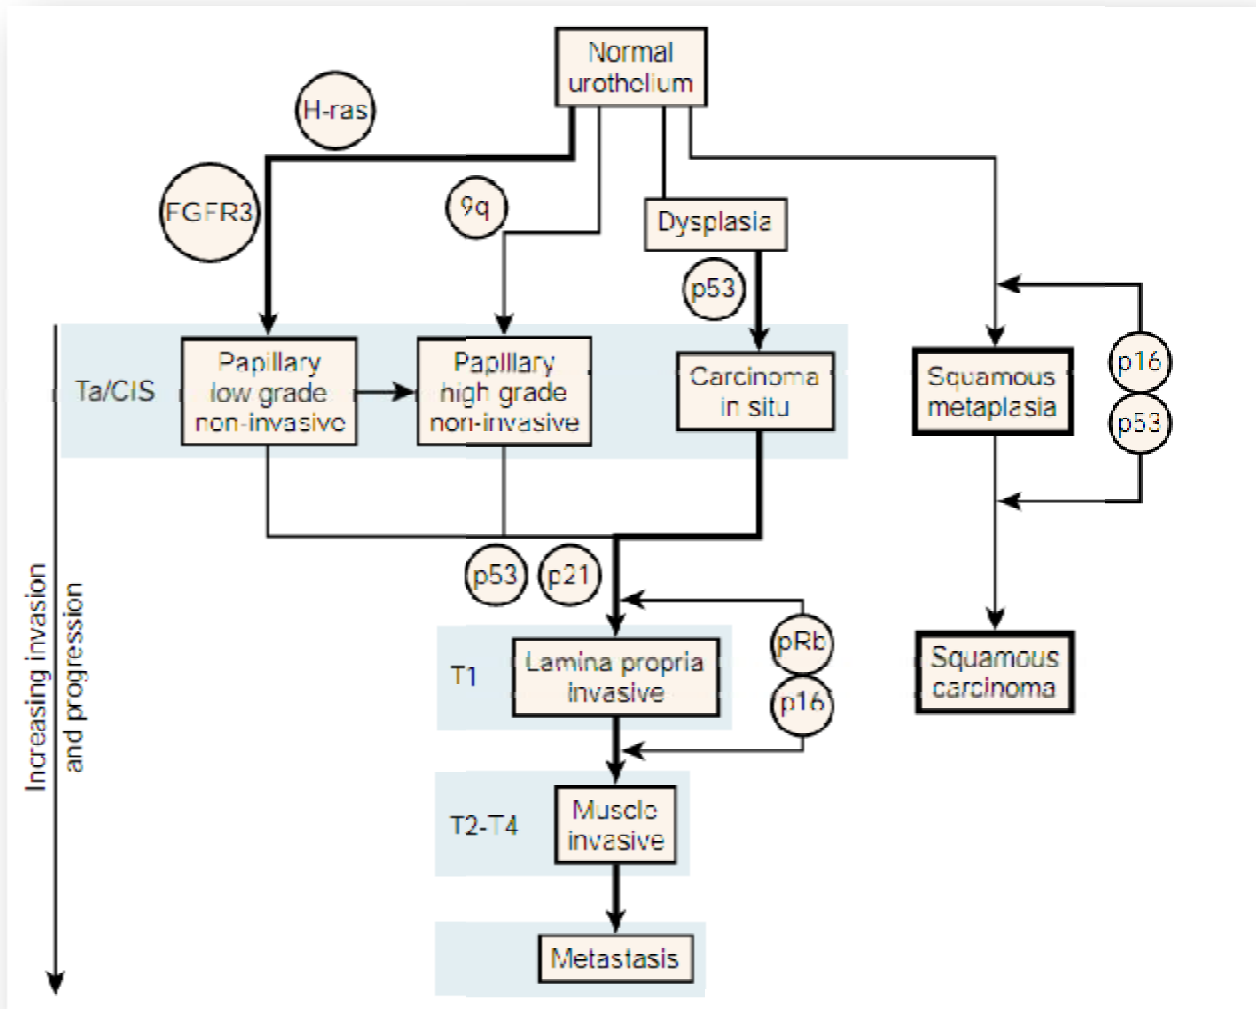 Normal
urothelium
H-ras
FGFR3
9q
Dysplasia
p53
Ta/CIS
Papillary
low grade
non-invasive
Papillary
high grade
non-invasive
Carcinoma
in situ
Squamous
metaplasia
p16
p53
p53
p21
Increasing invasion
and progression
T1
Lamina propria
invasive
pRb
p16
Squamous
carcinoma
T2-T4
Muscle
invasive
Metastasis